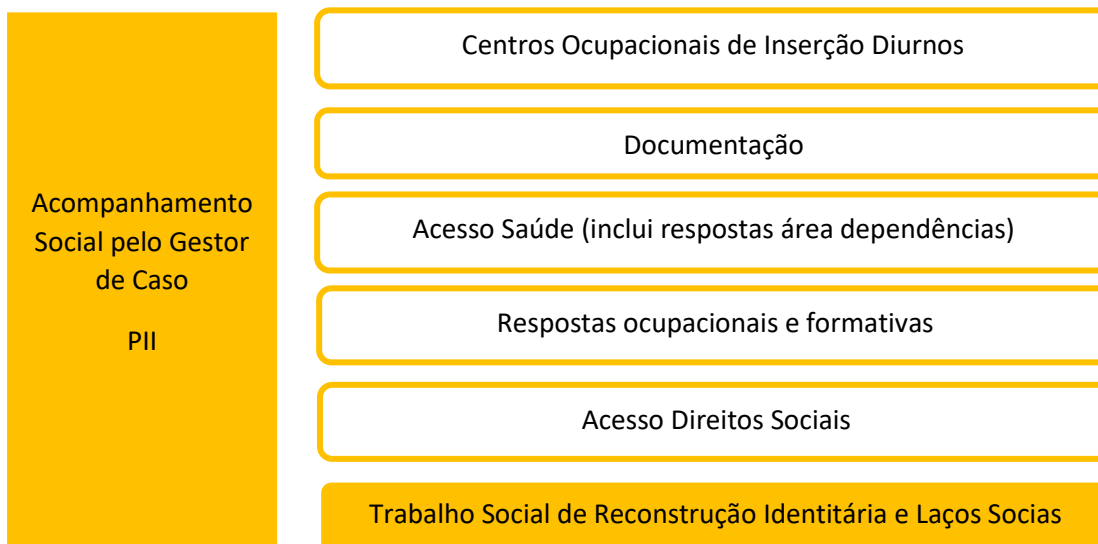 Acompanhamento
Social pelo Gestor
de Caso
PII
Centros Ocupacionais de Inserção Diurnos
Documentação
Acesso Saúde (inclui respostas área dependências)
Respostas ocupacionais e formativas
Acesso Direitos Sociais
Trabalho Social de Reconstrução Identitária e Laços Socias